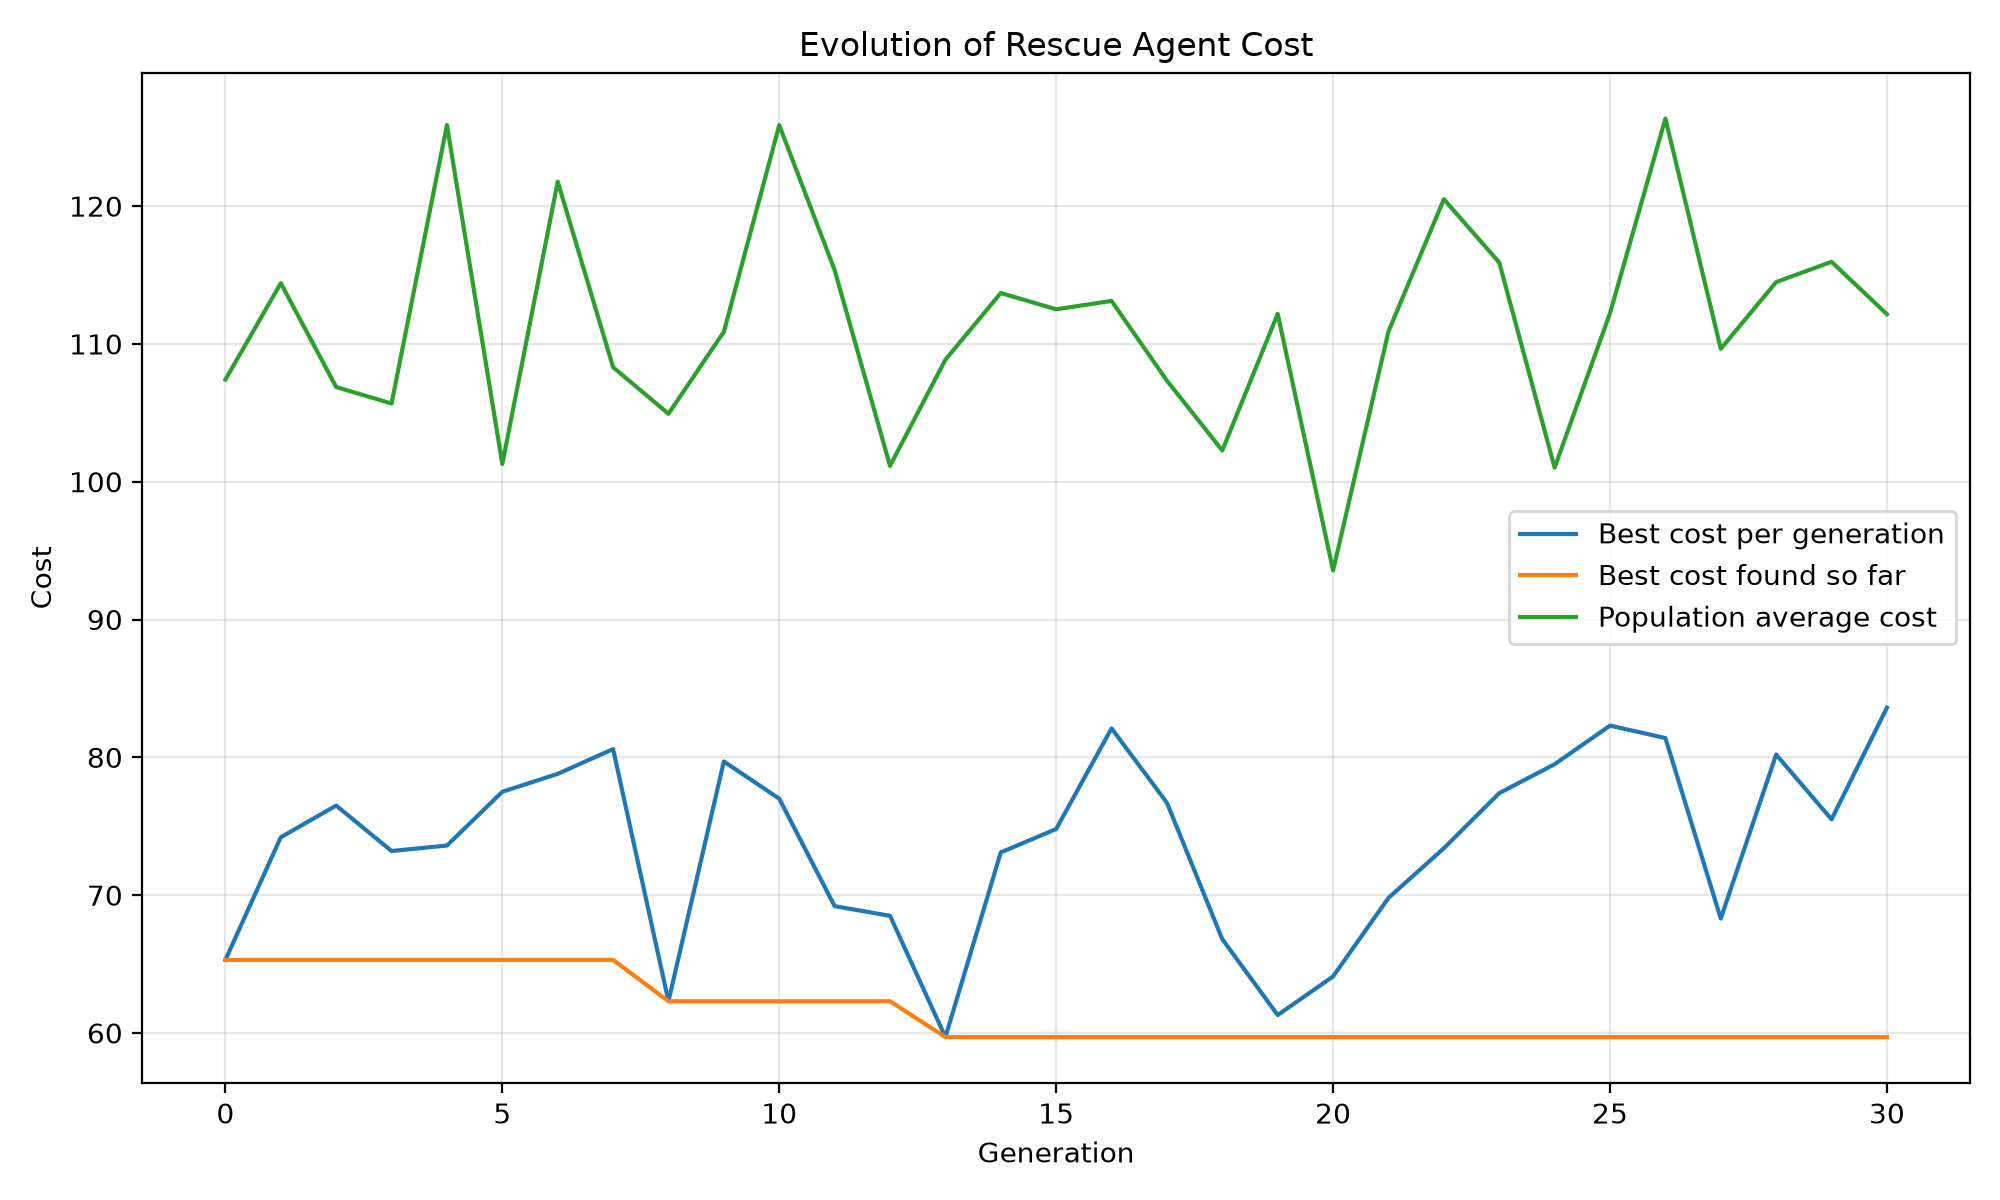 Evolution of Rescue Agent Cost
120
110
100
90
80
70
60
Cost
Best cost per generation
Best cost found so far
Population average cost
0 5 10 15 20 25 30
Generation